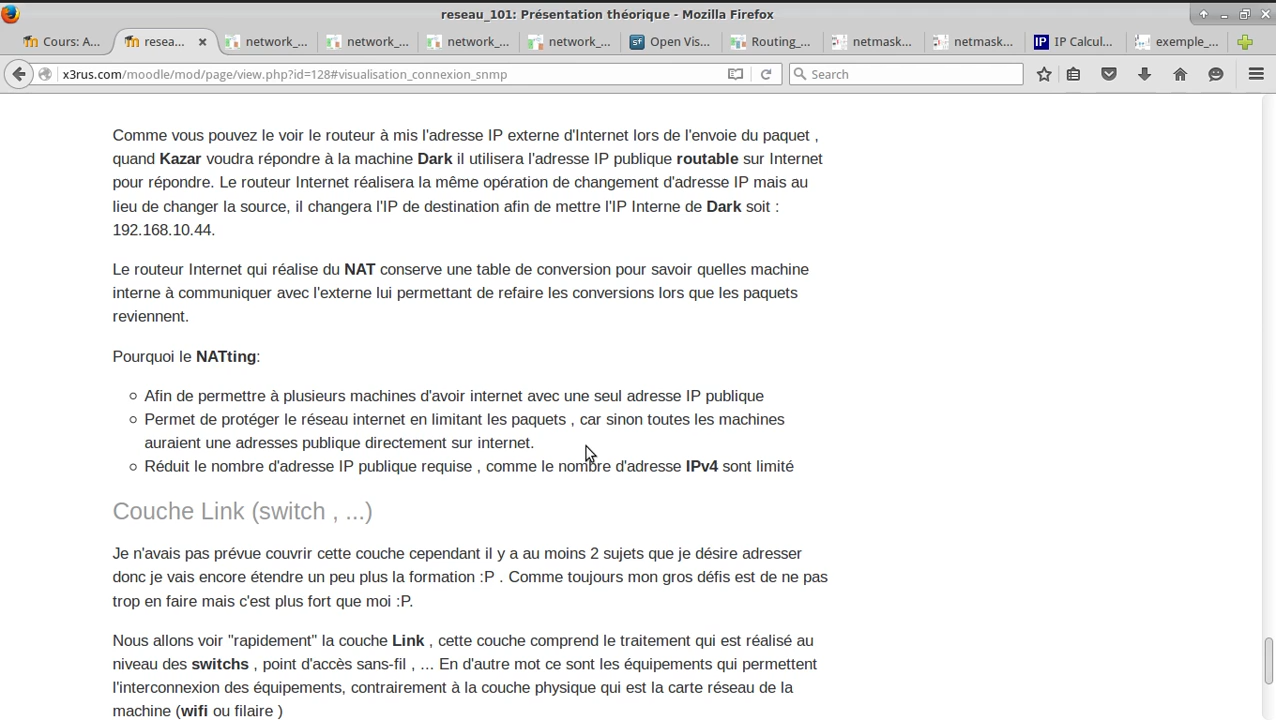 reseau_101: Présentation théorique - Mozilla Firefox
Cours: A...
resea...
network_...
network_...
network_...
network_...
Open Vis...
Routing_...
netmask...
netmask...
IP Calcul...
exemple_...
x3rus.com/moodle/mod/page/view.php?id=128#visualisation_connexion_snmp
Search
Comme vous pouvez le voir le routeur à mis l'adresse IP externe d'Internet lors de l'envoie du paquet ,
quand Kazar voudra répondre à la machine Dark il utilisera l'adresse IP publique routable sur Internet
pour répondre. Le routeur Internet réalisera la même opération de changement d'adresse IP mais au
lieu de changer la source, il changera l'IP de destination afin de mettre l'IP Interne de Dark soit :
192.168.10.44.
Le routeur Internet qui réalise du NAT conserve une table de conversion pour savoir quelles machine
interne à communiquer avec l'externe lui permettant de refaire les conversions lors que les paquets
reviennent.
Pourquoi le NATting:
Afin de permettre à plusieurs machines d'avoir internet avec une seul adresse IP publique
Permet de protéger le réseau internet en limitant les paquets , car sinon toutes les machines
auraient une adresses publique directement sur internet.
Réduit le nombre d'adresse IP publique requise , comme le nombre d'adresse IPv4 sont limité
Couche Link (switch , ...)
Je n'avais pas prévue couvrir cette couche cependant il y a au moins 2 sujets que je désire adresser
donc je vais encore étendre un peu plus la formation :P . Comme toujours mon gros défis est de ne pas
trop en faire mais c'est plus fort que moi :P.
Nous allons voir "rapidement" la couche Link , cette couche comprend le traitement qui est réalisé au
niveau des switchs , point d'accès sans-fil , ... En d'autre mot ce sont les équipements qui permettent
l'interconnexion des équipements, contrairement à la couche physique qui est la carte réseau de la
machine (wifi ou filaire )